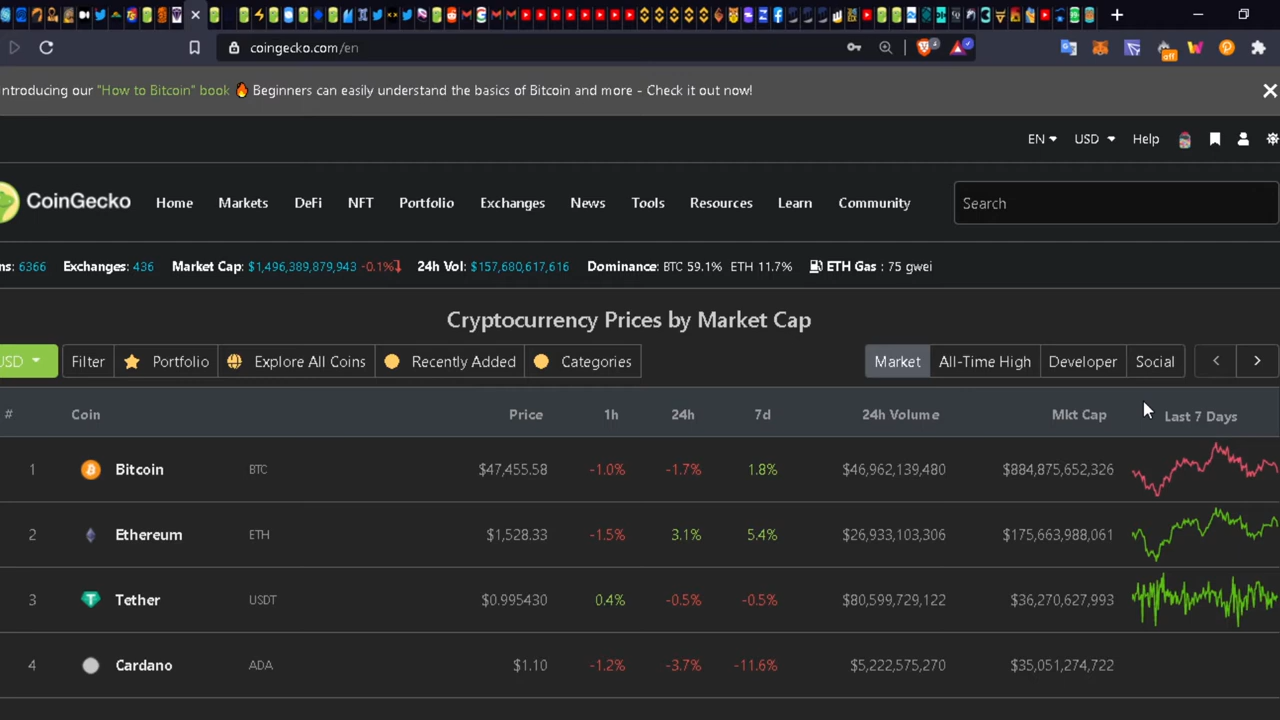 coingecko.com/en
ntroducing our "How to Bitcoin" book 🔥 Beginners can easily understand the basics of Bitcoin and more - Check it out now!
EN USD Help
CoinGecko Home Markets DeFi NFT Portfolio Exchanges News Tools Resources Learn Community Search
ns: 6366 Exchanges: 436 Market Cap: $1,496,389,879,943 -0.1% 24h Vol: $157,680,617,616 Dominance: BTC 59.1% ETH 11.7% ETH Gas : 75 gwei
Cryptocurrency Prices by Market Cap
USD Filter Portfolio Explore All Coins Recently Added Categories Market All-Time High Developer Social
# Coin Price 1h 24h 7d 24h Volume Mkt Cap Last 7 Days
1 Bitcoin BTC $47,455.58 -1.0% -1.7% 1.8% $46,962,139,480 $884,875,652,326
2 Ethereum ETH $1,528.33 -1.5% 3.1% 5.4% $26,933,103,306 $175,663,988,061
3 Tether USDT $0.995430 0.4% -0.5% -0.5% $80,599,729,122 $36,270,627,993
4 Cardano ADA $1.10 -1.2% -3.7% -11.6% $5,222,575,270 $35,051,274,722